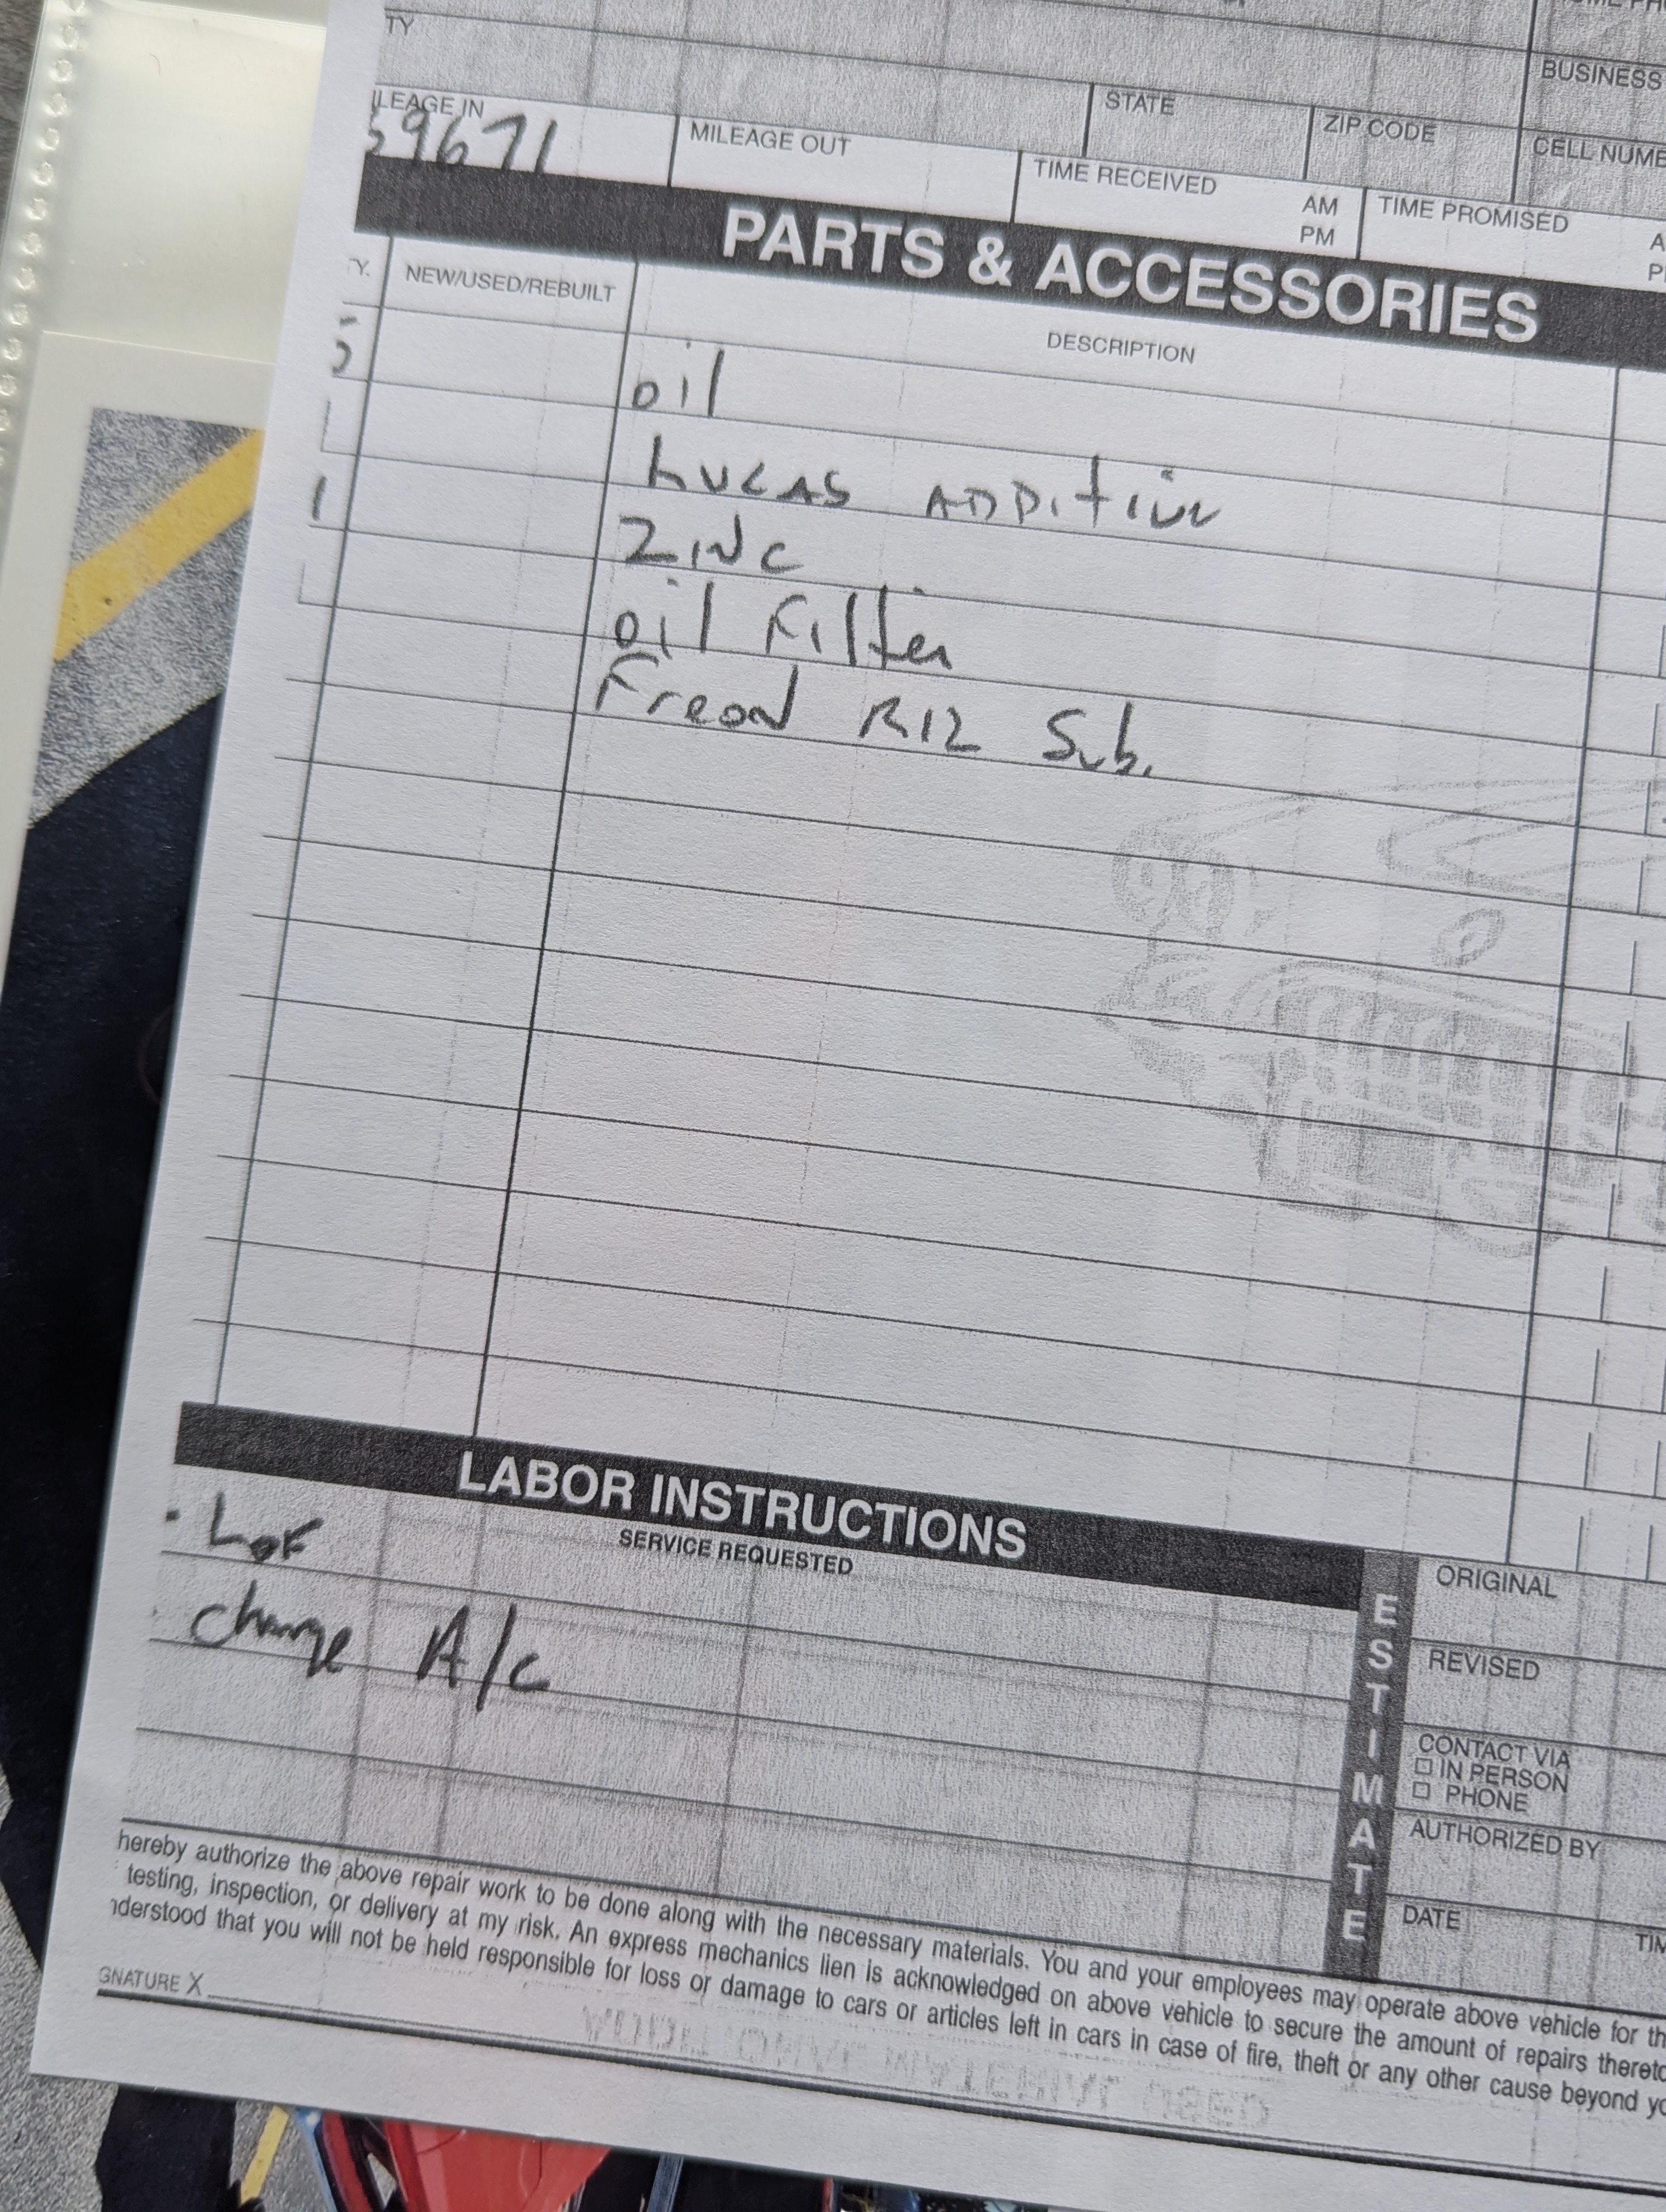 TY
BUSINESS
LEAGE IN
59671
MILEAGE OUT
STATE
ZIP CODE
CELL NUMB
TIME RECEIVED
AM
PM
TIME PROMISED
PARTS & ACCESSORIES
Y.
NEW/USED/REBUILT
DESCRIPTION
5 oil
1 Lucas ADDitive
1 ZiNc
1 oil Filter
Freon R12 Sub.
LABOR INSTRUCTIONS
SERVICE REQUESTED
· LOF
· Charge A/C
ESTIMATE
ORIGINAL
REVISED
CONTACT VIA
IN PERSON
PHONE
AUTHORIZED BY
DATE
TIM
hereby authorize the above repair work to be done along with the necessary materials. You and your employees may operate above vehicle for th
testing, inspection, or delivery at my risk. An express mechanics lien is acknowledged on above vehicle to secure the amount of repairs thereto
nderstood that you will not be held responsible for loss or damage to cars or articles left in cars in case of fire, theft or any other cause beyond yo
GNATURE X